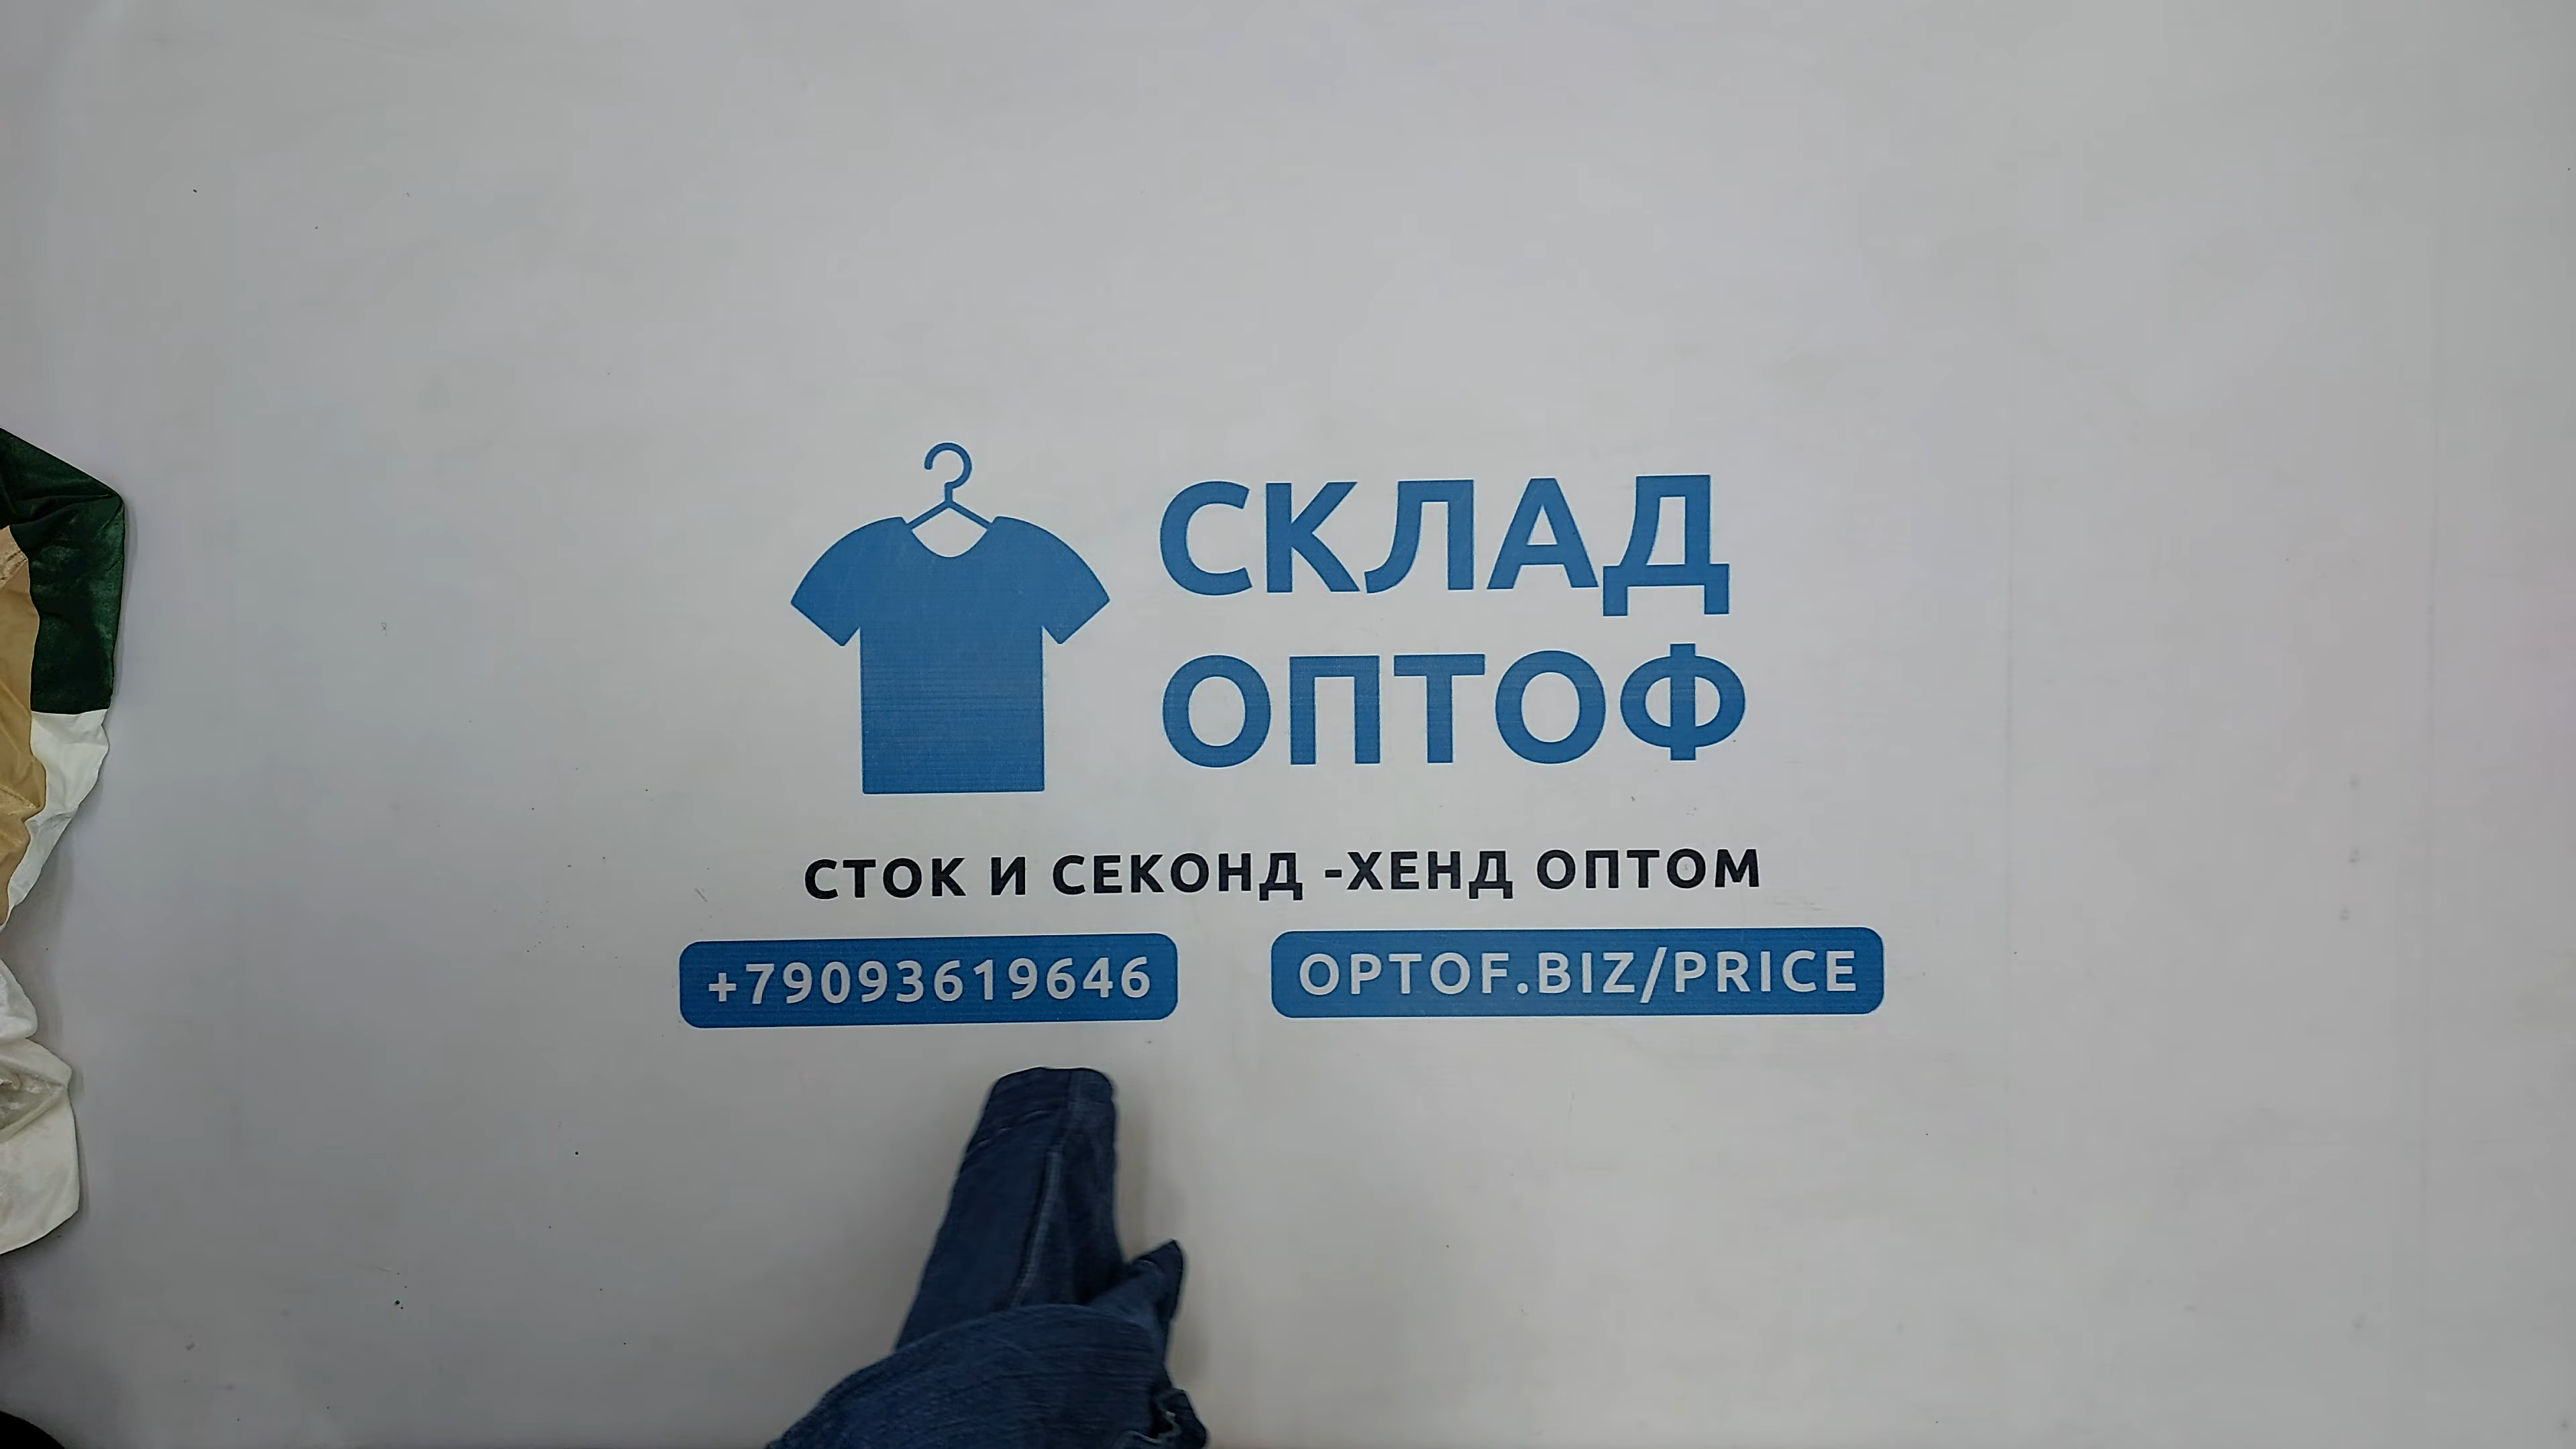 СКЛАД
ОПТОФ
СТОК И СЕКОНД -ХЕНД ОПТОМ
+79093619646
OPTOF.BIZ/PRICE